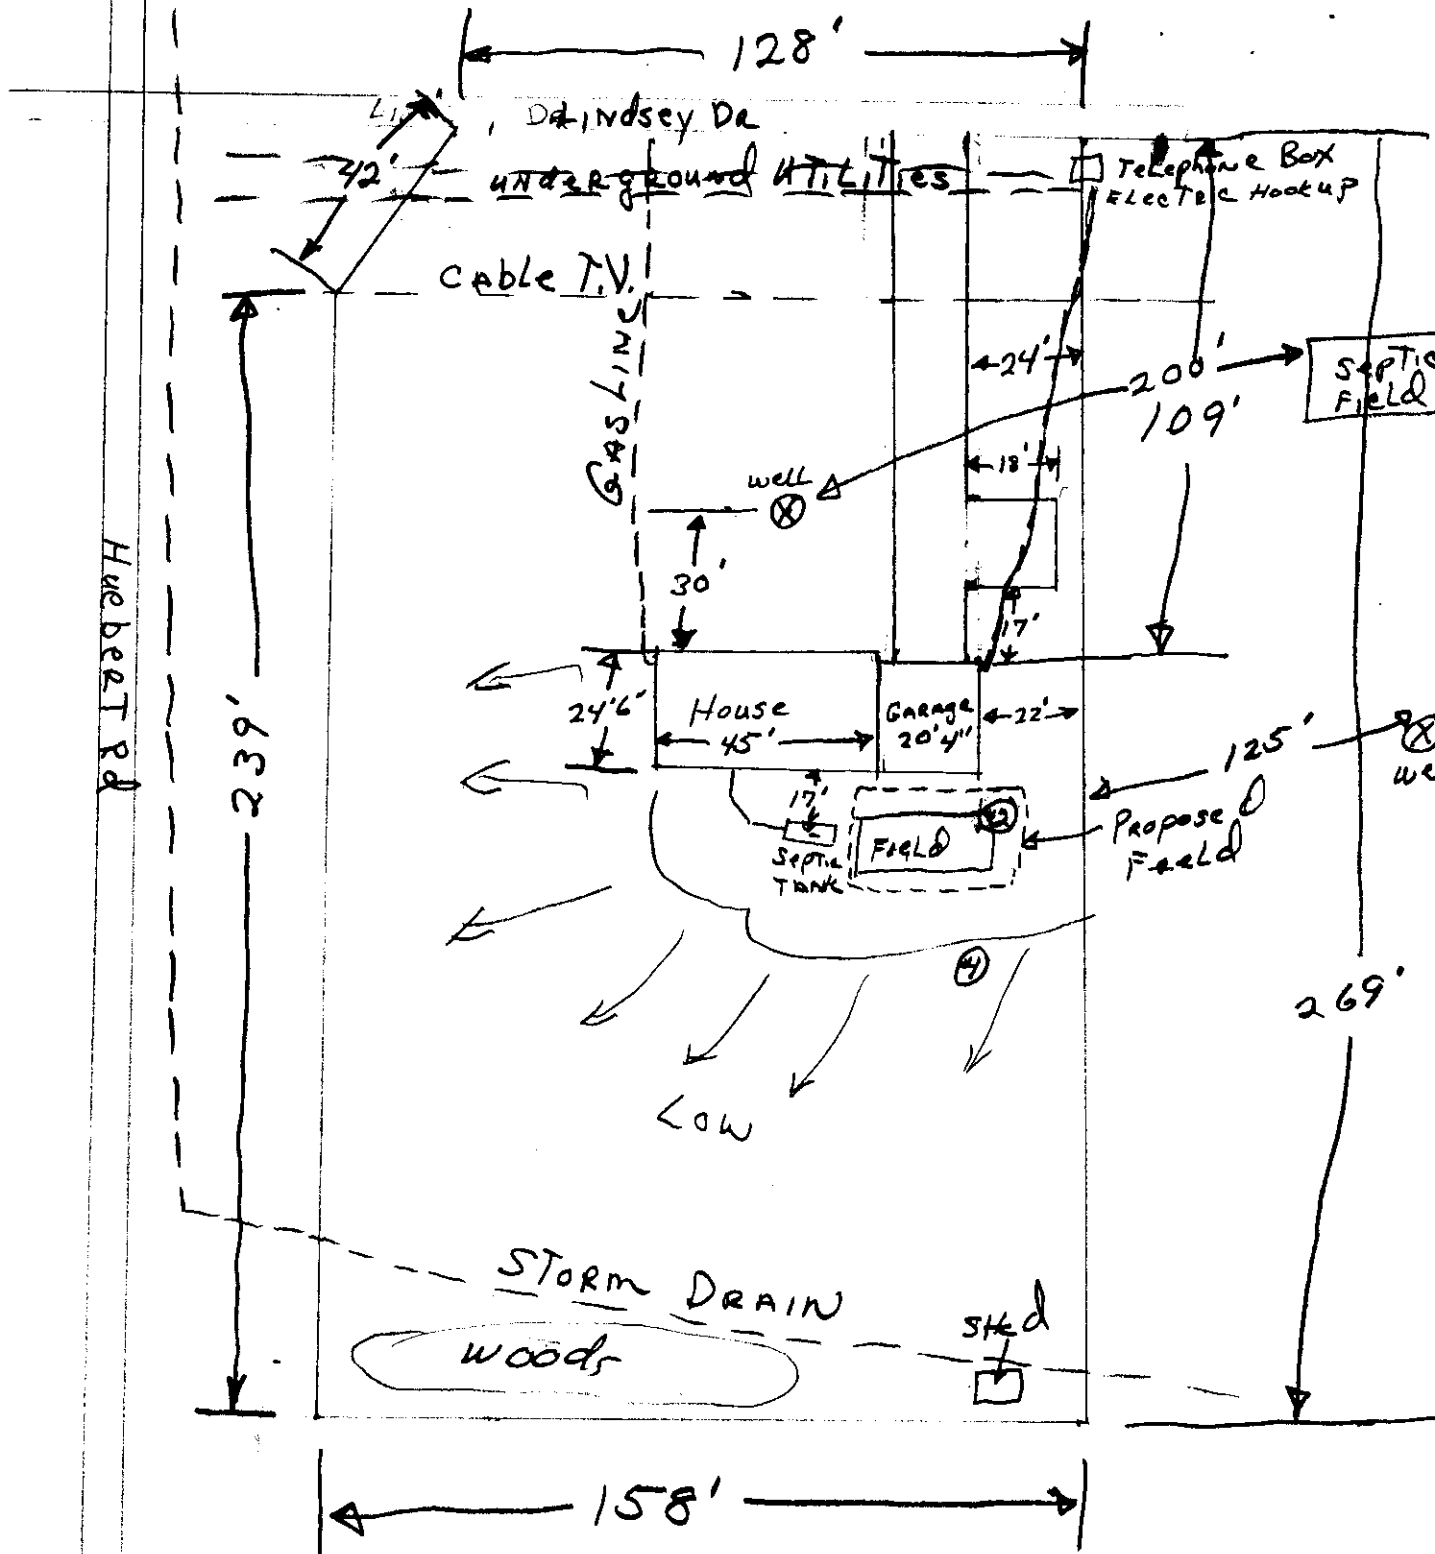 128'
Lindsey Dr
42'
underground UTiLiTies
Telephone Box
Electric Hookup
Cable T.V.
GAS LINE
24'
200'
109'
Septic
Field
18'
well
30'
17'
HueberT Rd
239'
24'6"
House
45'
GARAGE
20'4"
22'
125'
we
17'
Septic
TANK
Field
#2
Proposed
Field
#4
269'
Low
STORM DRAIN
woods
SHed
158'